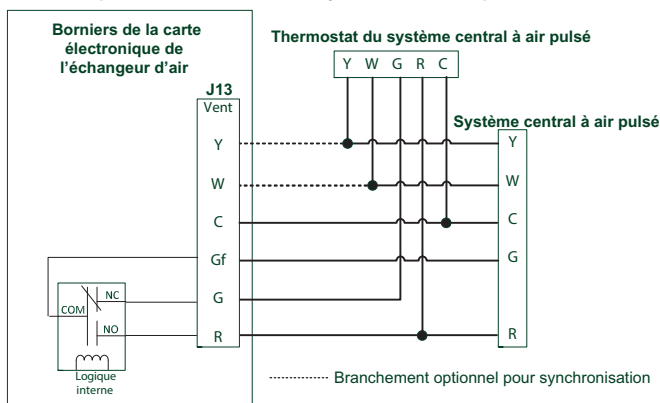 Borniers de la carte
électronique de
l'échangeur d'air
Thermostat du système central à air pulsé
Y W G R C
J13
Vent
Y
W
C
Gf
G
R
Système central à air pulsé
Y
W
C
G
R
COM
NC
NO
Logique
interne
Branchement optionnel pour synchronisation